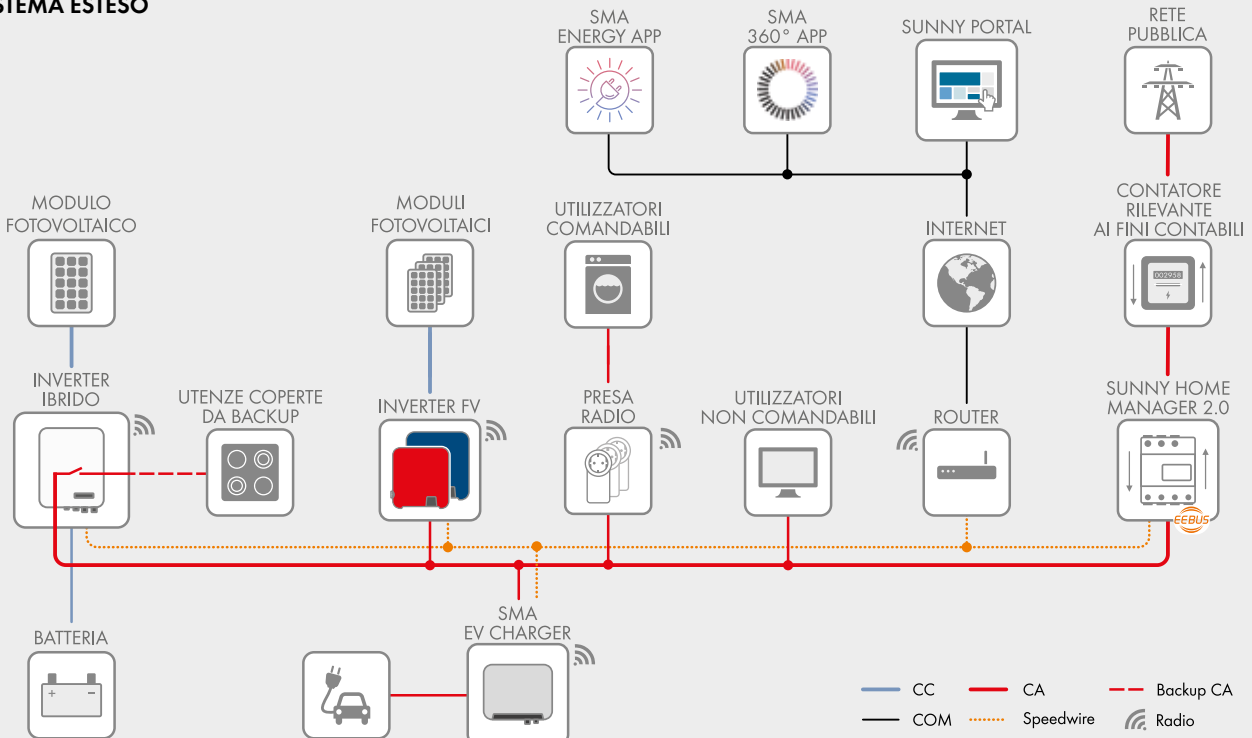 STEMA ESTESO
SMA
ENERGY APP
SMA
360° APP
SUNNY PORTAL
RETE
PUBBLICA
MODULO
FOTOVOLTAICO
MODULI
FOTOVOLTAICI
UTILIZZATORI
COMANDABILI
INTERNET
CONTATORE
RILEVANTE
AI FINI CONTABILI
002958
INVERTER
IBRIDO
UTENZE COPERTE
DA BACKUP
INVERTER FV
PRESA
RADIO
UTILIZZATORI
NON COMANDABILI
ROUTER
SUNNY HOME
MANAGER 2.0
EEBUS
BATTERIA
+ −
SMA
EV CHARGER
CC
CA
Backup CA
COM
Speedwire
Radio